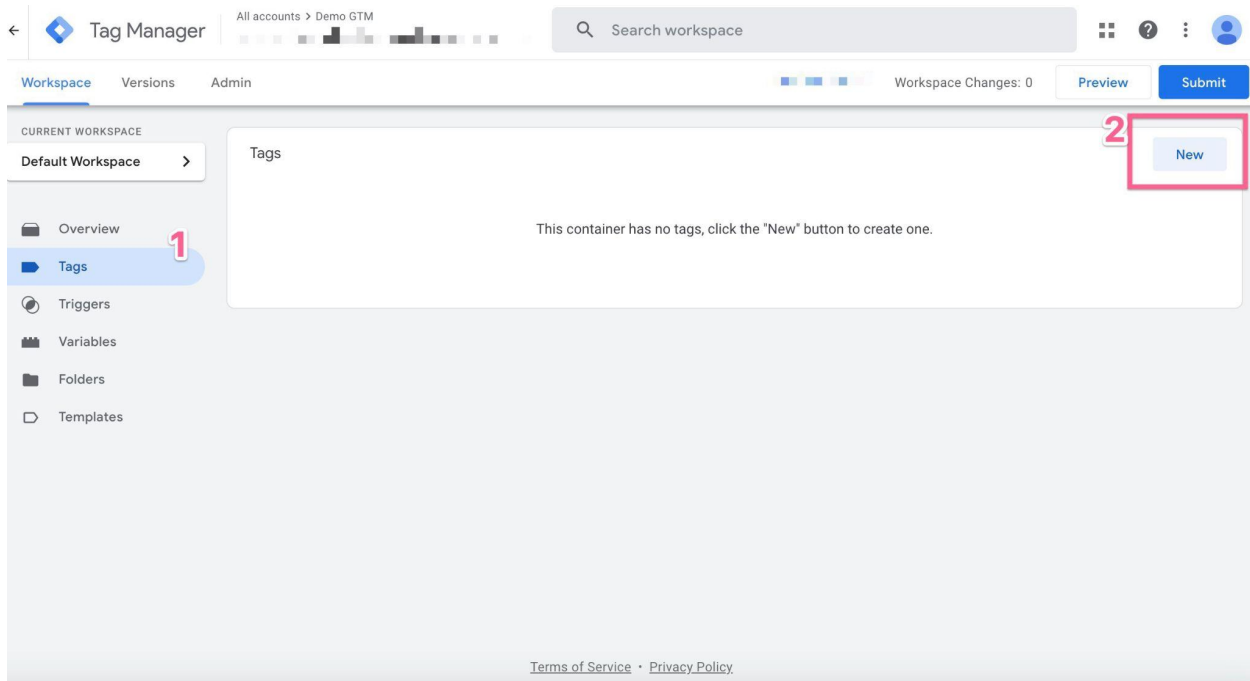 Tag Manager
All accounts > Demo GTM
Search workspace
Workspace
Versions
Admin
Workspace Changes: 0
Preview
Submit
CURRENT WORKSPACE
Default Workspace
Tags
2
New
This container has no tags, click the "New" button to create one.
Overview
1
Tags
Triggers
Variables
Folders
Templates
Terms of Service • Privacy Policy